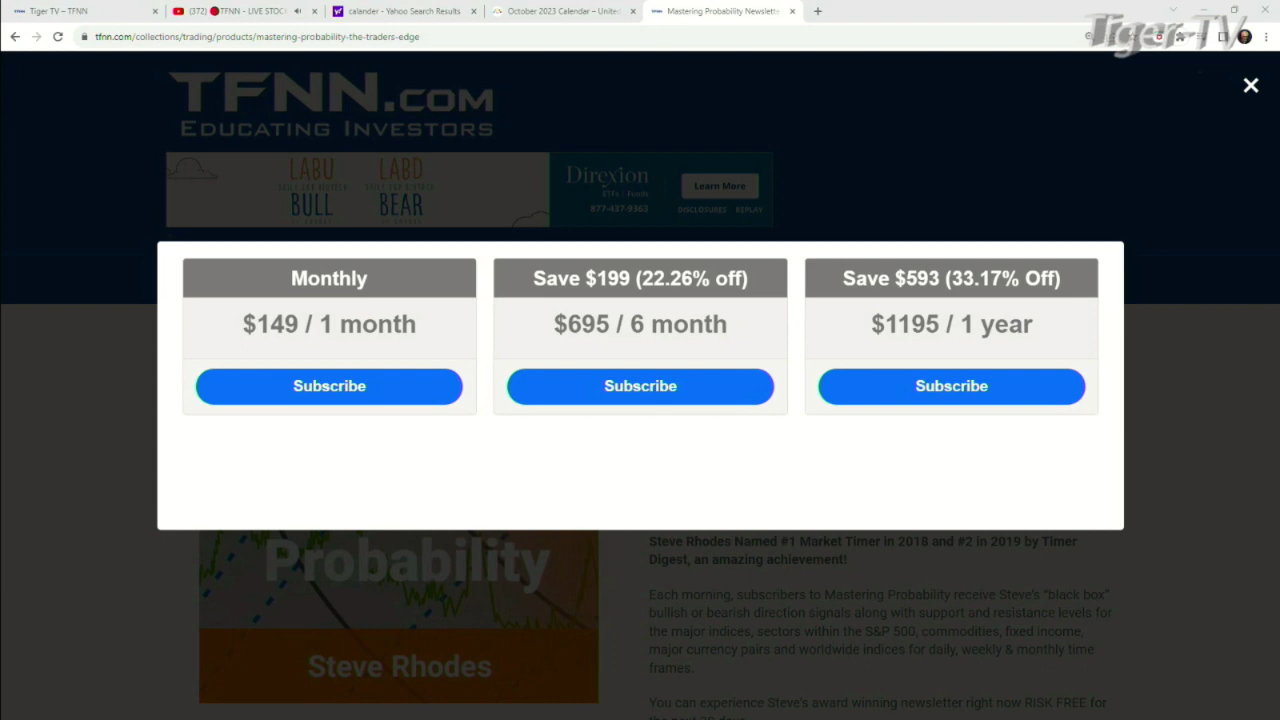 Tiger TV – TFNN
(372) 🔴TFNN - LIVE STOCK
calander - Yahoo Search Results
October 2023 Calendar – United
Mastering Probability Newslette
tfnn.com/collections/trading/products/mastering-probability-the-traders-edge
Tiger-TV
TFNN.COM
EDUCATING INVESTORS
LABU LABD
BULL BEAR
Direxion
877-437-9363
Learn More
DISCLOSURES REPLAY
Monthly
$149 / 1 month
Subscribe
Save $199 (22.26% off)
$695 / 6 month
Subscribe
Save $593 (33.17% Off)
$1195 / 1 year
Subscribe
Probability
Steve Rhodes
Steve Rhodes Named #1 Market Timer in 2018 and #2 in 2019 by Timer
Digest, an amazing achievement!
Each morning, subscribers to Mastering Probability receive Steve's "black box"
bullish or bearish direction signals along with support and resistance levels for
the major indices, sectors within the S&P 500, commodities, fixed income,
major currency pairs and worldwide indices for daily, weekly & monthly time
frames.
You can experience Steve's award winning newsletter right now RISK FREE for